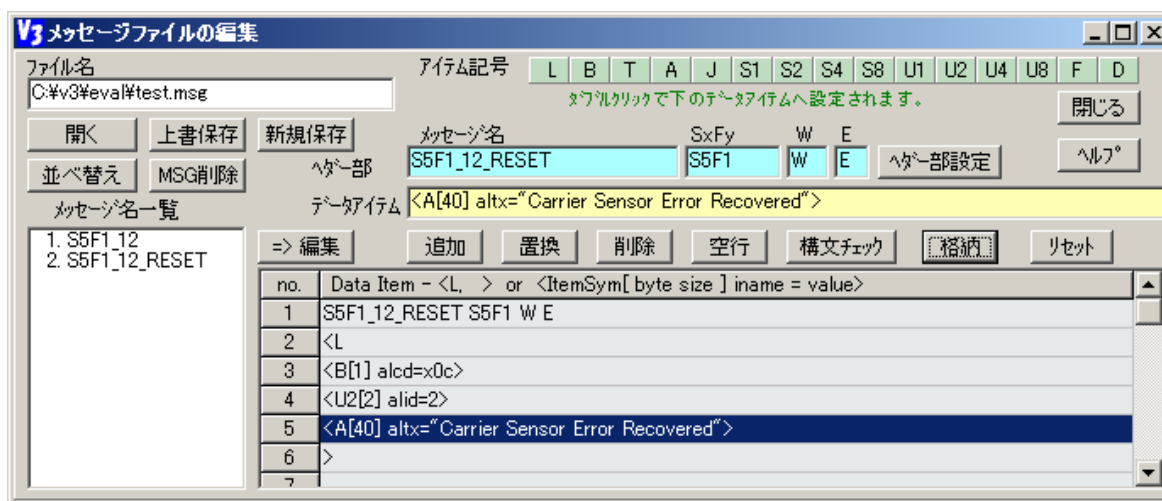 V3 メッセージファイルの編集
ファイル名
C:¥v3¥eval¥test.msg
アイテム記号 L B T A J S1 S2 S4 S8 U1 U2 U4 U8 F D
ダブルクリックで下のデータアイテムへ設定されます。
閉じる
開く 上書保存 新規保存
メッセージ名 SxFy W E
ヘダー部 S5F1_12_RESET S5F1 W E ヘダー部設定 ヘルプ
並べ替え MSG削除
データアイテム <A[40] altx="Carrier Sensor Error Recovered">
メッセージ名一覧
1. S5F1_12
2. S5F1_12_RESET
=> 編集 追加 置換 削除 空行 構文チェック 格納 リセット
no. Data Item - <L, > or <ItemSym[ byte size ] iname = value>
1 S5F1_12_RESET S5F1 W E
2 <L
3 <B[1] alcd=x0c>
4 <U2[2] alid=2>
5 <A[40] altx="Carrier Sensor Error Recovered">
6 >
7